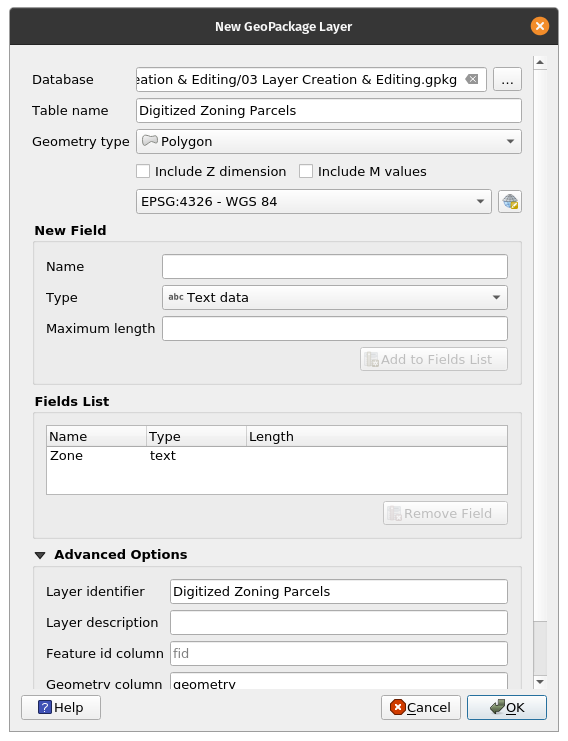 New GeoPackage Layer
Database eation & Editing/03 Layer Creation & Editing.gpkg ...
Table name Digitized Zoning Parcels
Geometry type Polygon
Include Z dimension Include M values
EPSG:4326 - WGS 84
New Field
Name
Type abc Text data
Maximum length
Add to Fields List
Fields List
Name Type Length
Zone text
Remove Field
Advanced Options
Layer identifier Digitized Zoning Parcels
Layer description
Feature id column fid
Geometry column geometry
Help Cancel OK